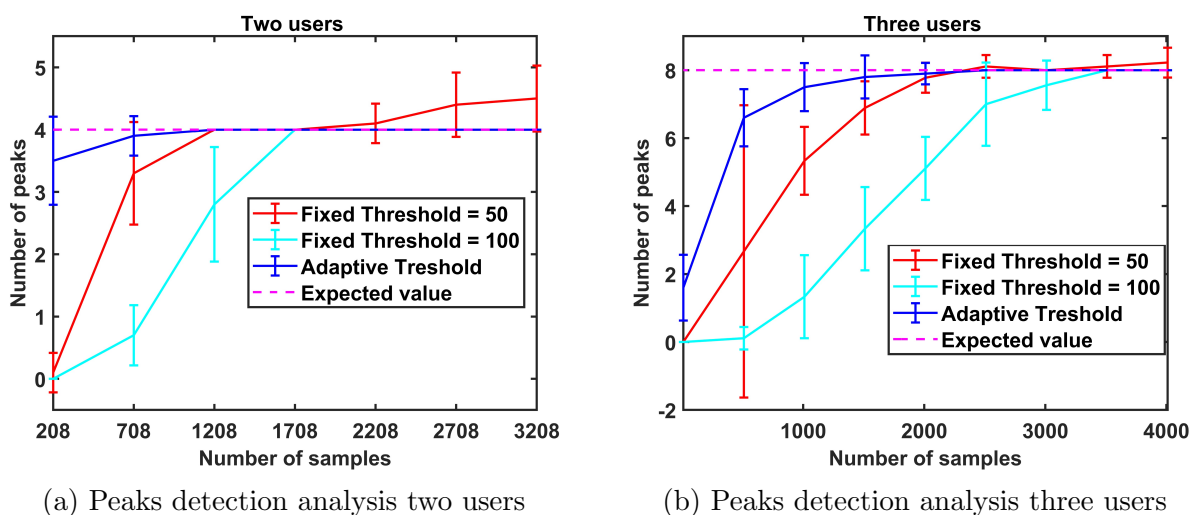 Two users
Number of peaks
5
4
3
2
1
0
Fixed Threshold = 50
Fixed Threshold = 100
Adaptive Treshold
Expected value
208 708 1208 1708 2208 2708 3208
Number of samples
(a) Peaks detection analysis two users
Three users
Number of peaks
8
6
4
2
0
-2
Fixed Threshold = 50
Fixed Threshold = 100
Adaptive Treshold
Expected value
1000 2000 3000 4000
Number of samples
(b) Peaks detection analysis three users